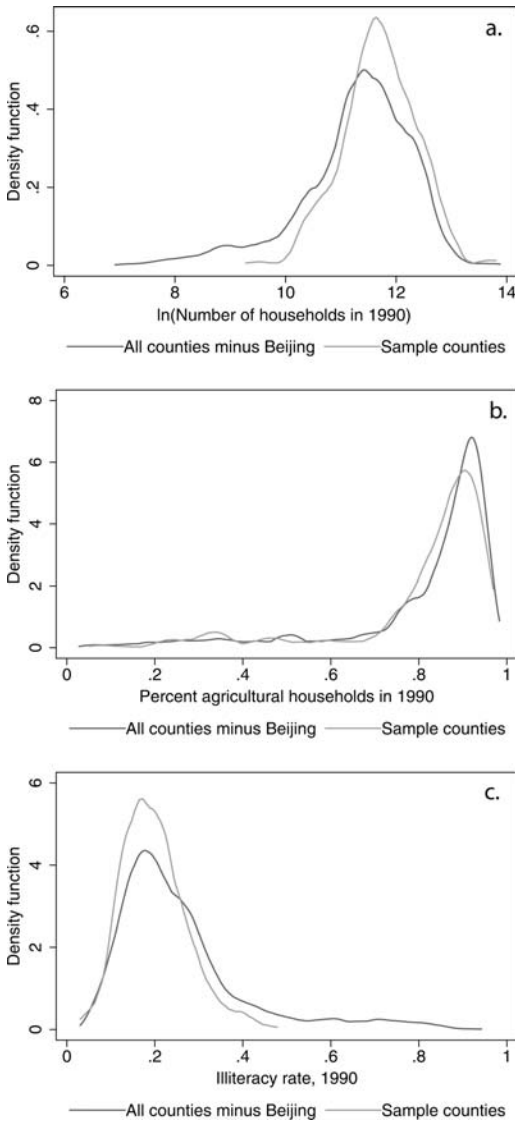 a.
Density function
.6
.4
.2
0
6 8 10 12 14
ln(Number of households in 1990)
All counties minus Beijing Sample counties
b.
Density function
8
6
4
2
0
0 .2 .4 .6 .8 1
Percent agricultural households in 1990
All counties minus Beijing Sample counties
c.
Density function
6
4
2
0
0 .2 .4 .6 .8 1
Illiteracy rate, 1990
All counties minus Beijing Sample counties